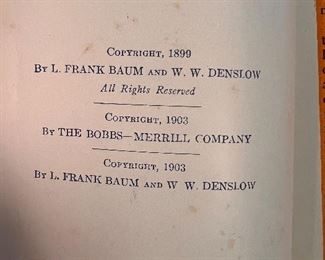 Copyright, 1899
By L. FRANK BAUM and W. W. DENSLOW
All Rights Reserved
Copyright, 1903
By THE BOBBS—MERRILL COMPANY
Copyright, 1903
By L. FRANK BAUM and W. W. DENSLOW